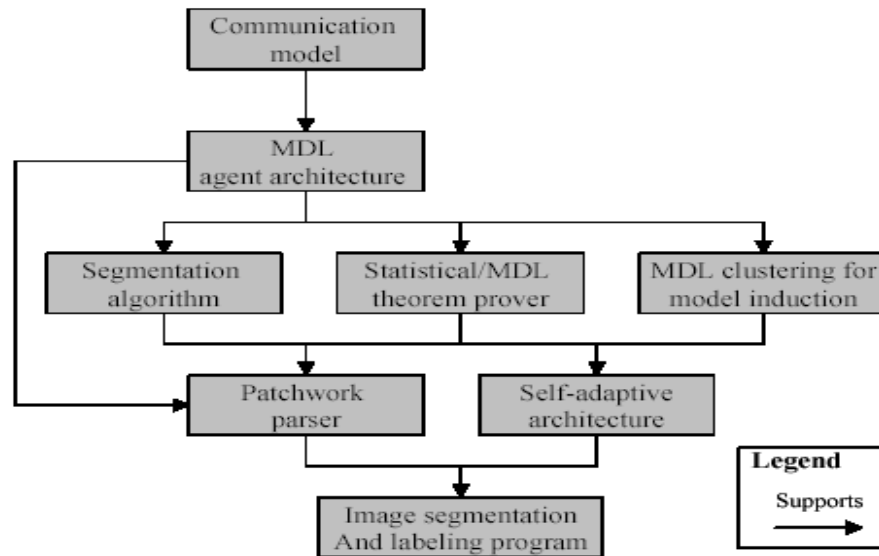 Communication
model
MDL
agent architecture
Segmentation
algorithm
Statistical/MDL
theorem prover
MDL clustering for
model induction
Patchwork
parser
Self-adaptive
architecture
Image segmentation
And labeling program
Legend
Supports